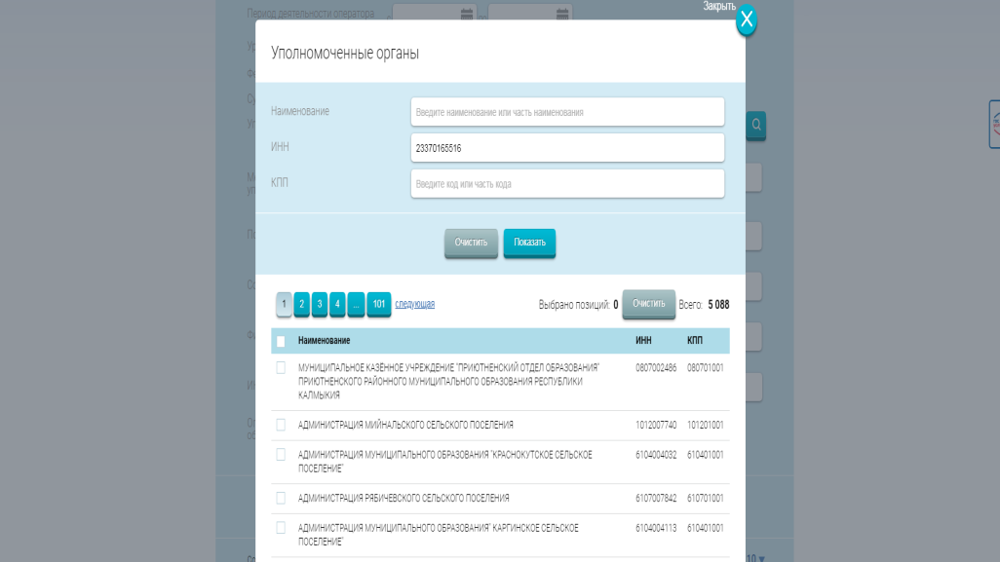 Закрыть
X
Период деятельности оператора
Уполномоченные органы
Наименование
Введите наименование или часть наименования
ИНН
23370165516
КПП
Введите код или часть кода
Очистить
Показать
1 2 3 4 ... 101 следующая
Выбрано позиций: 0 Очистить Всего: 5 088
Наименование ИНН КПП
МУНИЦИПАЛЬНОЕ КАЗЁННОЕ УЧРЕЖДЕНИЕ "ПРИЮТНЕНСКИЙ ОТДЕЛ ОБРАЗОВАНИЯ" 0807002486 080701001
ПРИЮТНЕНСКОГО РАЙОННОГО МУНИЦИПАЛЬНОГО ОБРАЗОВАНИЯ РЕСПУБЛИКИ
КАЛМЫКИЯ
АДМИНИСТРАЦИЯ МИЙНАЛЬСКОГО СЕЛЬСКОГО ПОСЕЛЕНИЯ 1012007740 101201001
АДМИНИСТРАЦИЯ МУНИЦИПАЛЬНОГО ОБРАЗОВАНИЯ "КРАСНОКУТСКОЕ СЕЛЬСКОЕ 6104004032 610401001
ПОСЕЛЕНИЕ"
АДМИНИСТРАЦИЯ РЯБИЧЕВСКОГО СЕЛЬСКОГО ПОСЕЛЕНИЯ 6107007842 610701001
АДМИНИСТРАЦИЯ МУНИЦИПАЛЬНОГО ОБРАЗОВАНИЯ" КАРГИНСКОЕ СЕЛЬСКОЕ 6104004113 610401001
ПОСЕЛЕНИЕ"